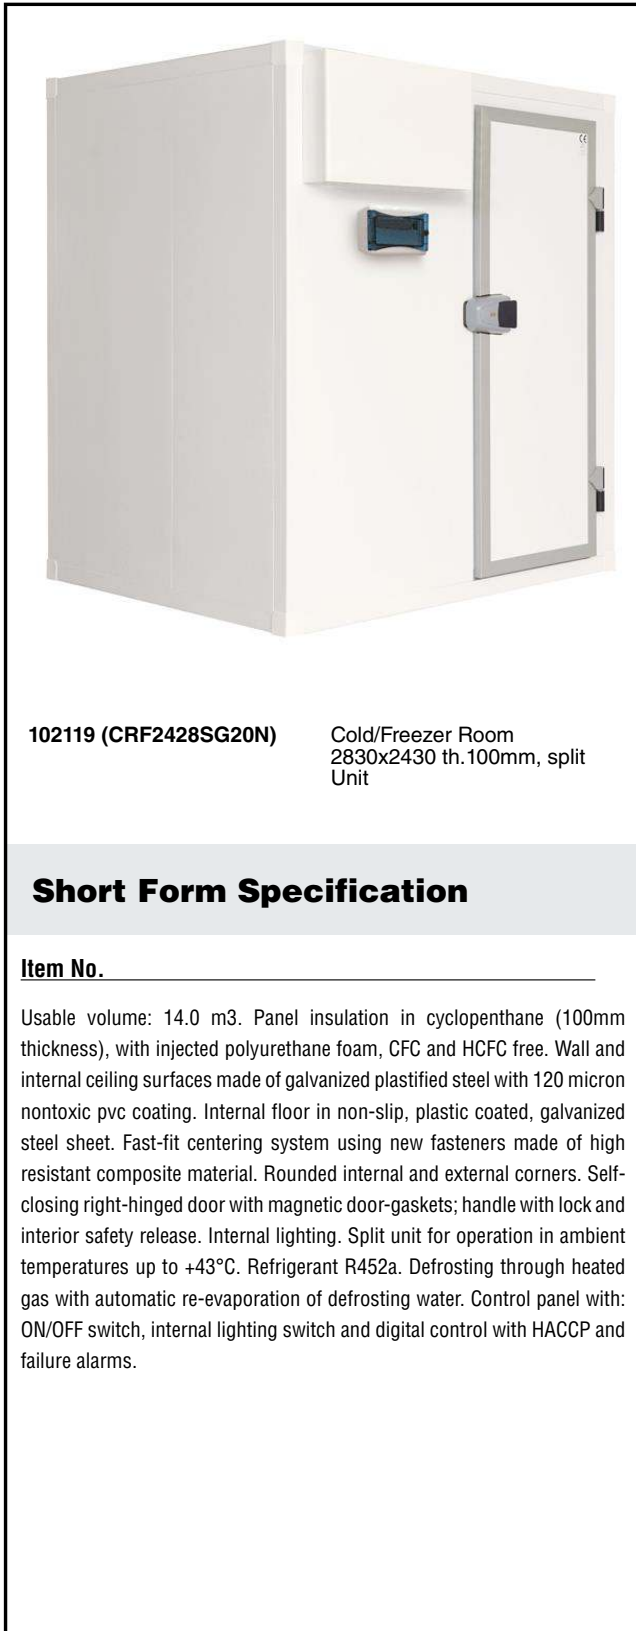 CE
102119 (CRF2428SG20N)
Cold/Freezer Room
2830x2430 th.100mm, split
Unit
Short Form Specification
Item No.
Usable volume: 14.0 m3. Panel insulation in cyclopenthane (100mm
thickness), with injected polyurethane foam, CFC and HCFC free. Wall and
internal ceiling surfaces made of galvanized plastified steel with 120 micron
nontoxic pvc coating. Internal floor in non-slip, plastic coated, galvanized
steel sheet. Fast-fit centering system using new fasteners made of high
resistant composite material. Rounded internal and external corners. Self-
closing right-hinged door with magnetic door-gaskets; handle with lock and
interior safety release. Internal lighting. Split unit for operation in ambient
temperatures up to +43°C. Refrigerant R452a. Defrosting through heated
gas with automatic re-evaporation of defrosting water. Control panel with:
ON/OFF switch, internal lighting switch and digital control with HACCP and
failure alarms.